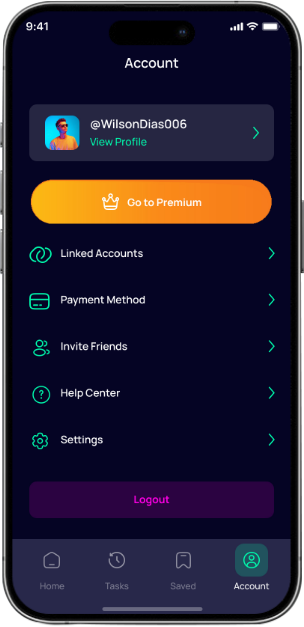 9:41
Account
@WilsonDias006
View Profile
Go to Premium
Linked Accounts
Payment Method
Invite Friends
Help Center
Settings
Logout
Home
Tasks
Saved
Account